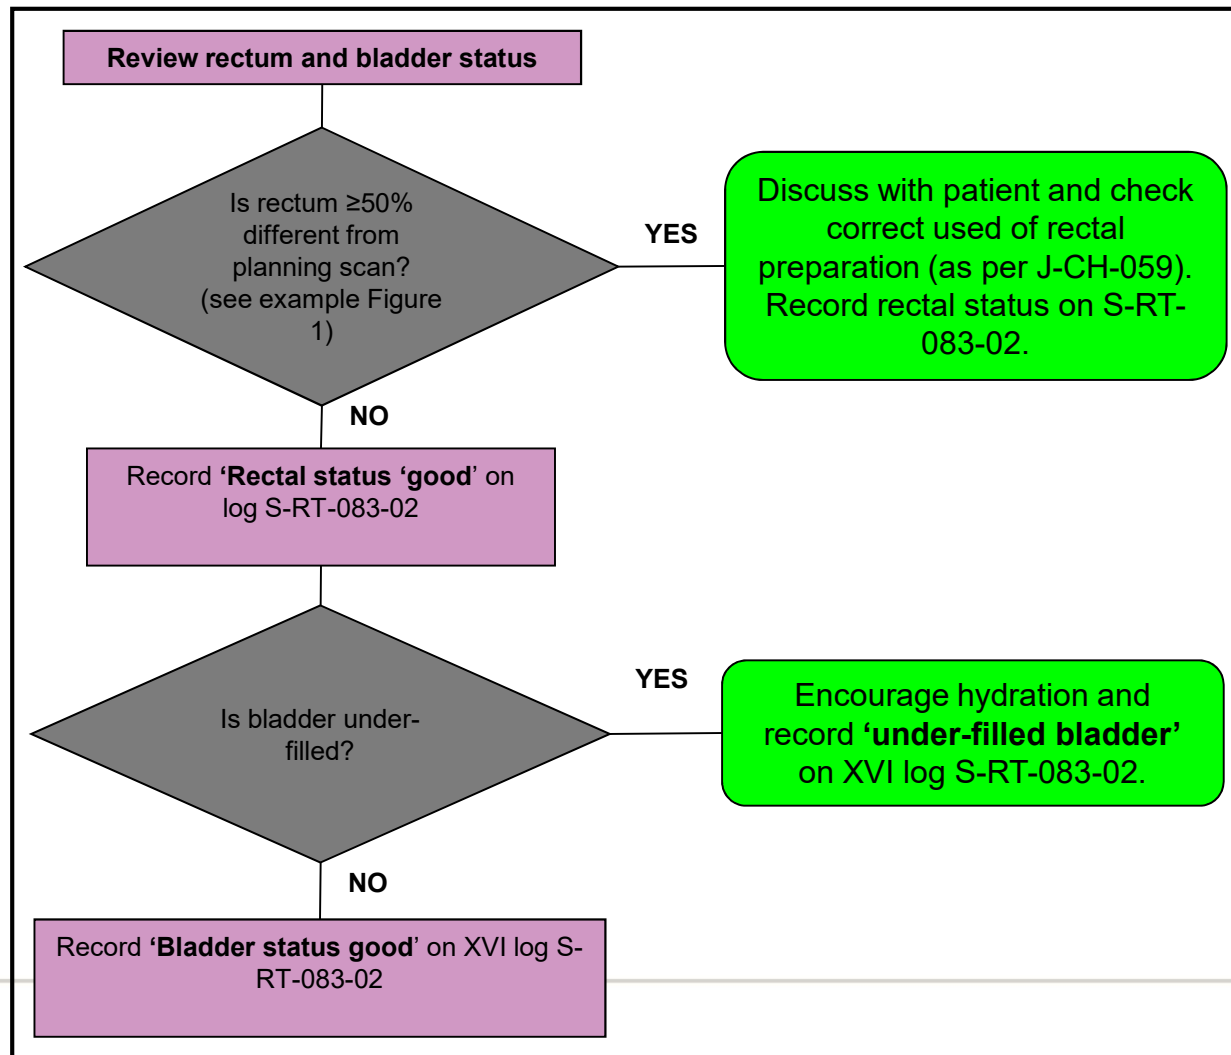 Review rectum and bladder status
Is rectum ≥50%
different from
planning scan?
(see example Figure
1)
YES
Discuss with patient and check
correct used of rectal
preparation (as per J-CH-059).
Record rectal status on S-RT-
083-02.
NO
Record ‘Rectal status ‘good’ on
log S-RT-083-02
Is bladder under-
filled?
YES
Encourage hydration and
record ‘under-filled bladder’
on XVI log S-RT-083-02.
NO
Record ‘Bladder status good’ on XVI log S-
RT-083-02